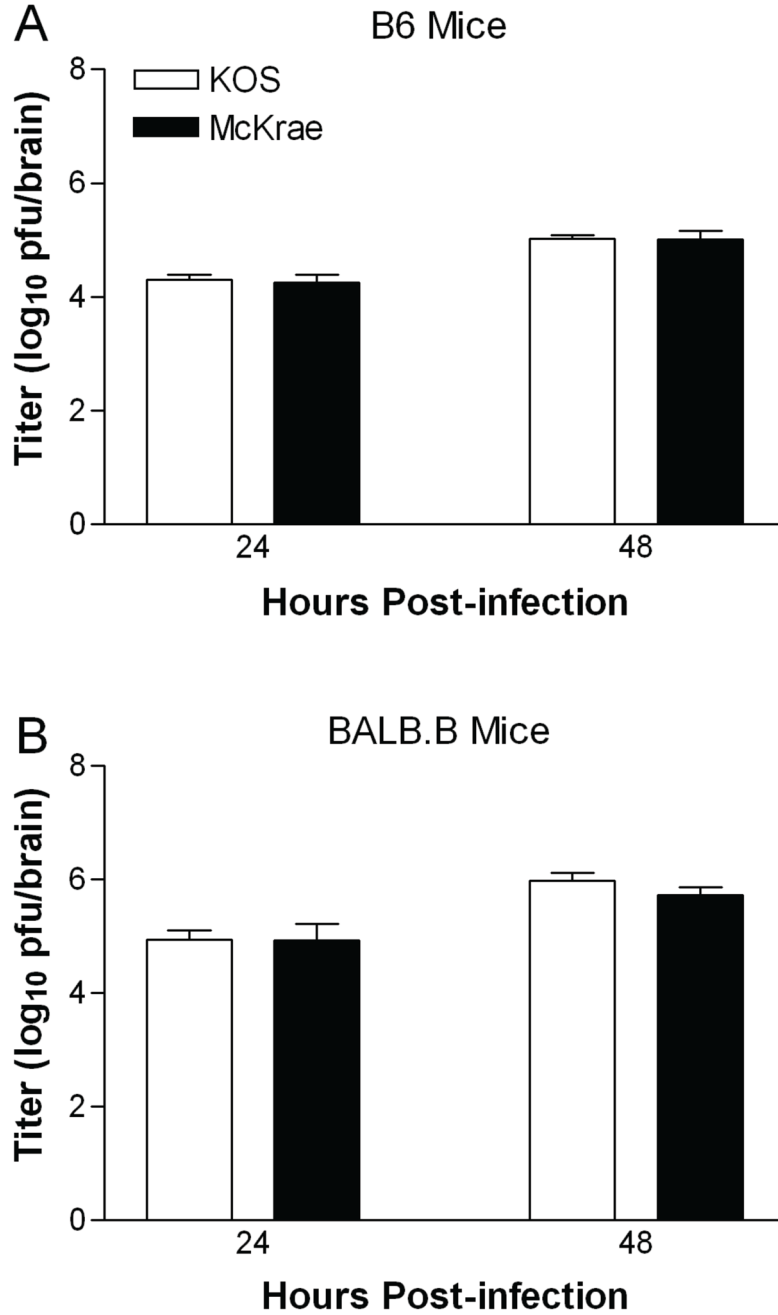 A
B6 Mice
KOS
McKrae
Titer (log₁₀ pfu/brain)
8
6
4
2
0
24
48
Hours Post-infection
B
BALB.B Mice
Titer (log₁₀ pfu/brain)
8
6
4
2
0
24
48
Hours Post-infection